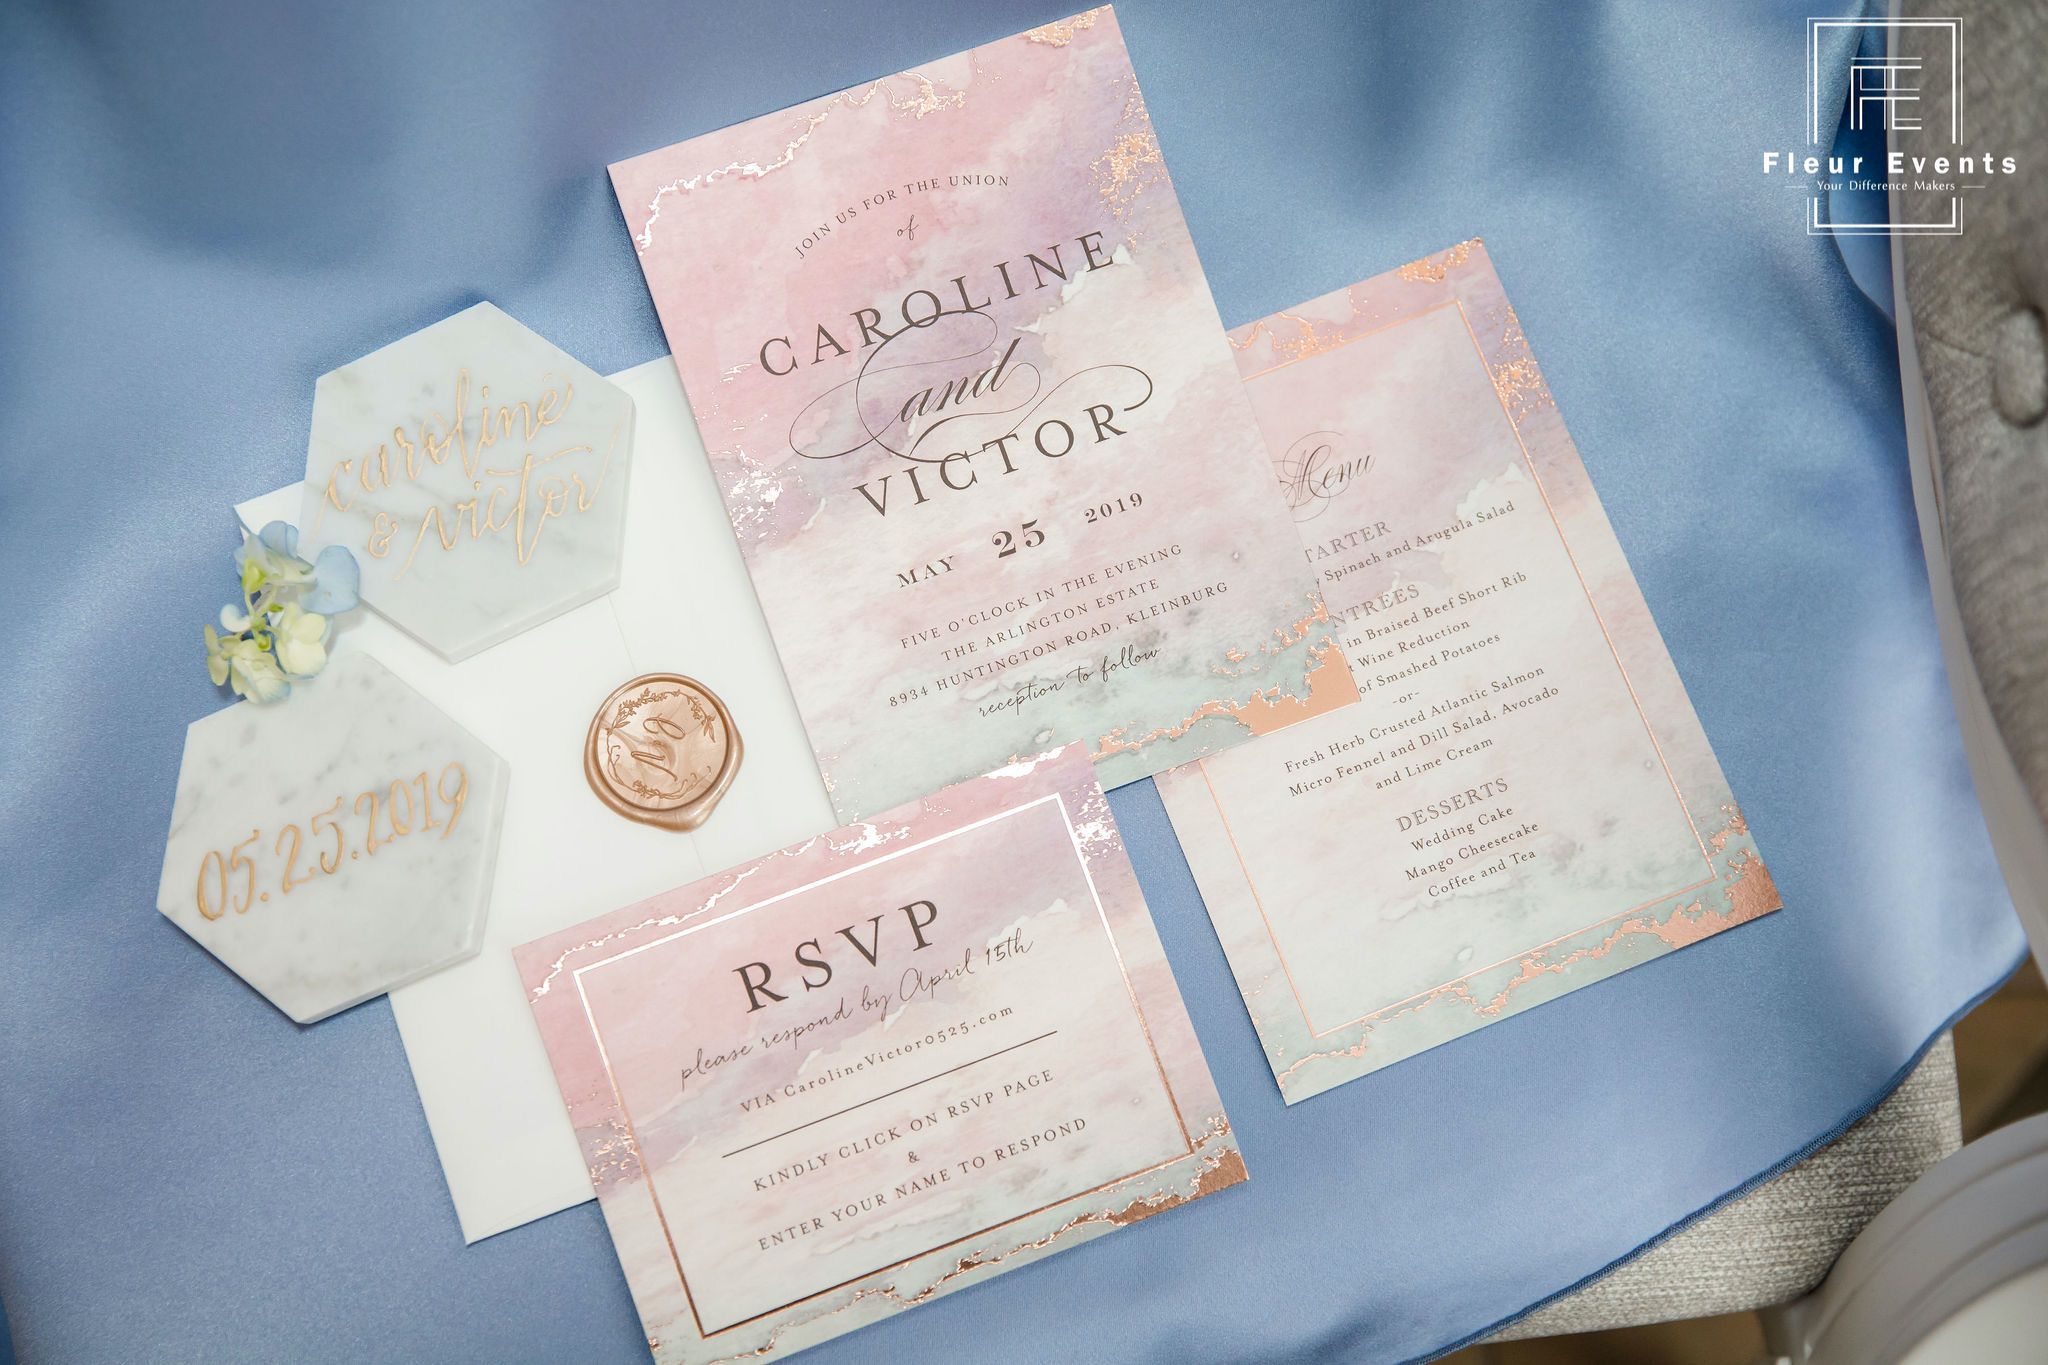 Fleur Events
Your Difference Makers
JOIN US FOR THE UNION
of
CAROLINE
and
VICTOR
MAY 25 2019
FIVE O'CLOCK IN THE EVENING
THE ARLINGTON ESTATE
8934 HUNTINGTON ROAD, KLEINBURG
reception to follow
caroline
& victor
05.25.2019
Menu
Spinach and Arugula Salad
in Braised Beef Short Rib
Wine Reduction
of Smashed Potatoes
-or-
Fresh Herb Crusted Atlantic Salmon
Micro Fennel and Dill Salad, Avocado
and Lime Cream
DESSERTS
Wedding Cake
Mango Cheesecake
Coffee and Tea
RSVP
please respond by April 15th
VIA CarolineVictor0525.com
KINDLY CLICK ON RSVP PAGE
&
ENTER YOUR NAME TO RESPOND